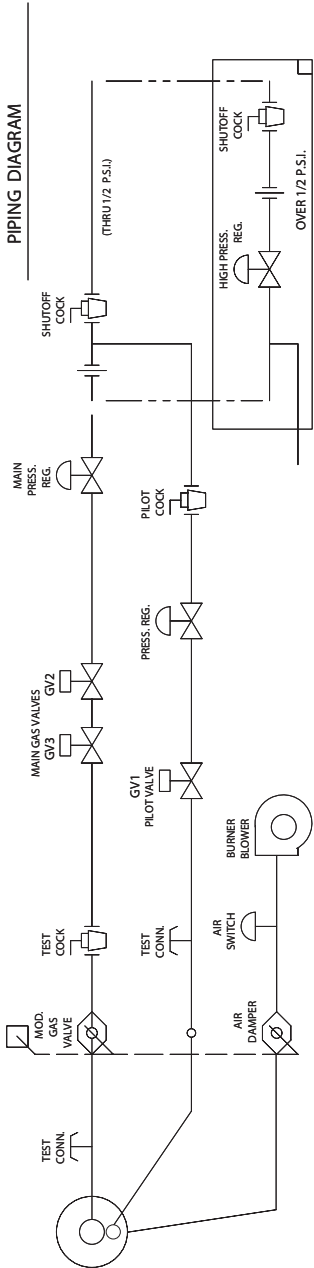 PIPING DIAGRAM
TEST
CONN.
MOD.
GAS
VALVE
TEST
COCK
MAIN GAS VALVES
GV3
GV2
MAIN
PRESS.
REG.
SHUTOFF
COCK
(THRU 1/2 P.S.I.)
TEST
CONN.
GV1
PILOT VALVE
PRESS. REG.
PILOT
COCK
AIR
DAMPER
AIR
SWITCH
BURNER
BLOWER
HIGH PRESS.
REG.
SHUTOFF
COCK
OVER 1/2 P.S.I.